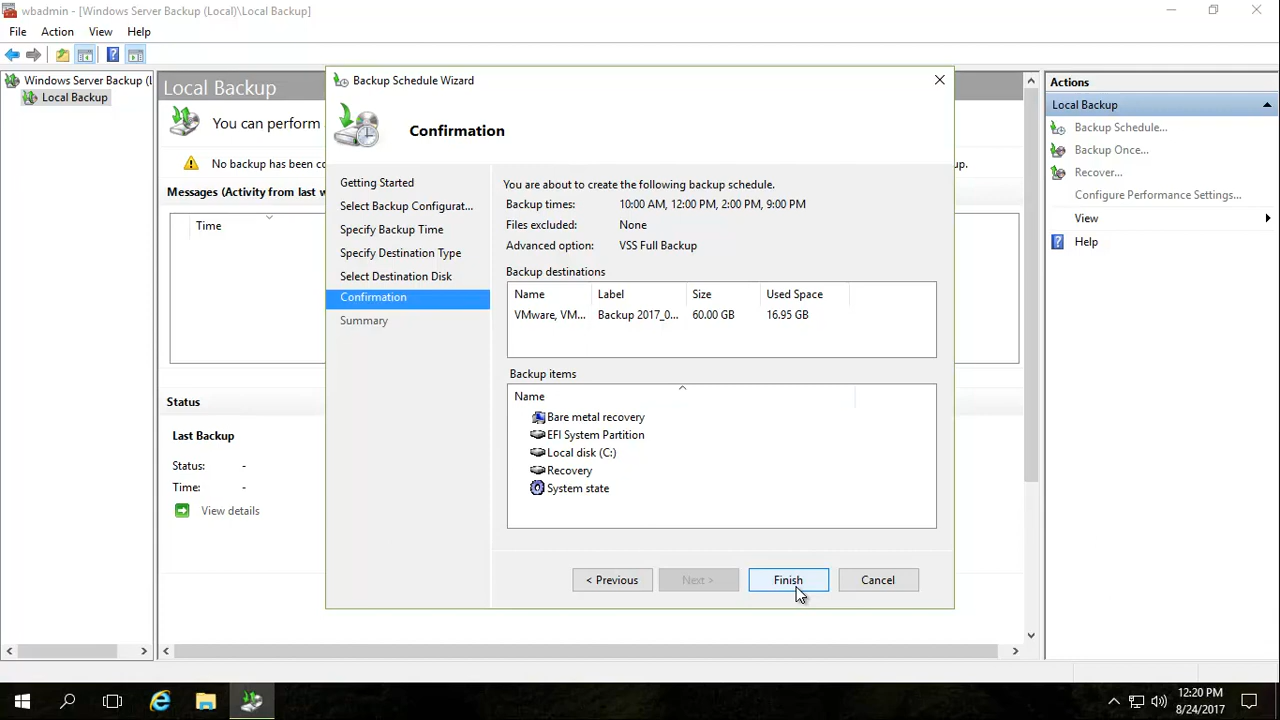 wbadmin - [Windows Server Backup (Local)\Local Backup]
File Action View Help
Windows Server Backup (L
Local Backup
Local Backup
You can perform
No backup has been co
up.
Messages (Activity from last w
Time
Status
Last Backup
Status: -
Time: -
View details
Backup Schedule Wizard
Confirmation
Getting Started
Select Backup Configurat...
Specify Backup Time
Specify Destination Type
Select Destination Disk
Confirmation
Summary
You are about to create the following backup schedule.
Backup times: 10:00 AM, 12:00 PM, 2:00 PM, 9:00 PM
Files excluded: None
Advanced option: VSS Full Backup
Backup destinations
Name Label Size Used Space
VMware, VM... Backup 2017_0... 60.00 GB 16.95 GB
Backup items
Name
Bare metal recovery
EFI System Partition
Local disk (C:)
Recovery
System state
< Previous Next > Finish Cancel
Actions
Local Backup
Backup Schedule...
Backup Once...
Recover...
Configure Performance Settings...
View
Help
12:20 PM
8/24/2017